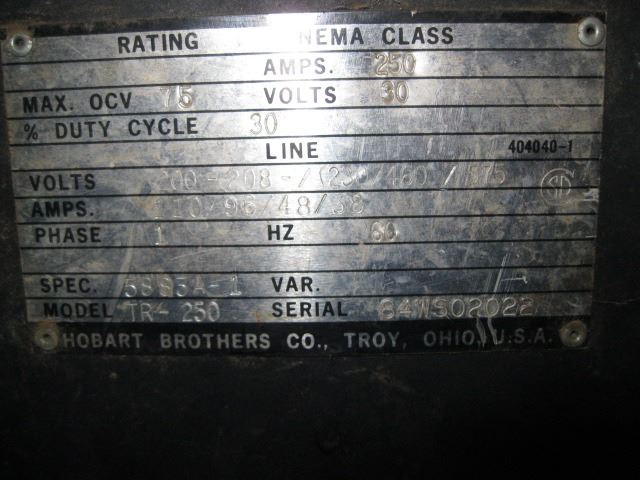 RATING NEMA CLASS
AMPS. 250
MAX. OCV 75 VOLTS 30
% DUTY CYCLE 30
LINE 404040-1
VOLTS 200-208-/(230/460)/575
AMPS. 110/96/48/38
PHASE 1 HZ 60
SPEC. VAR.
MODEL TR-250 SERIAL 84WS02022
HOBART BROTHERS CO., TROY, OHIO, U.S.A.